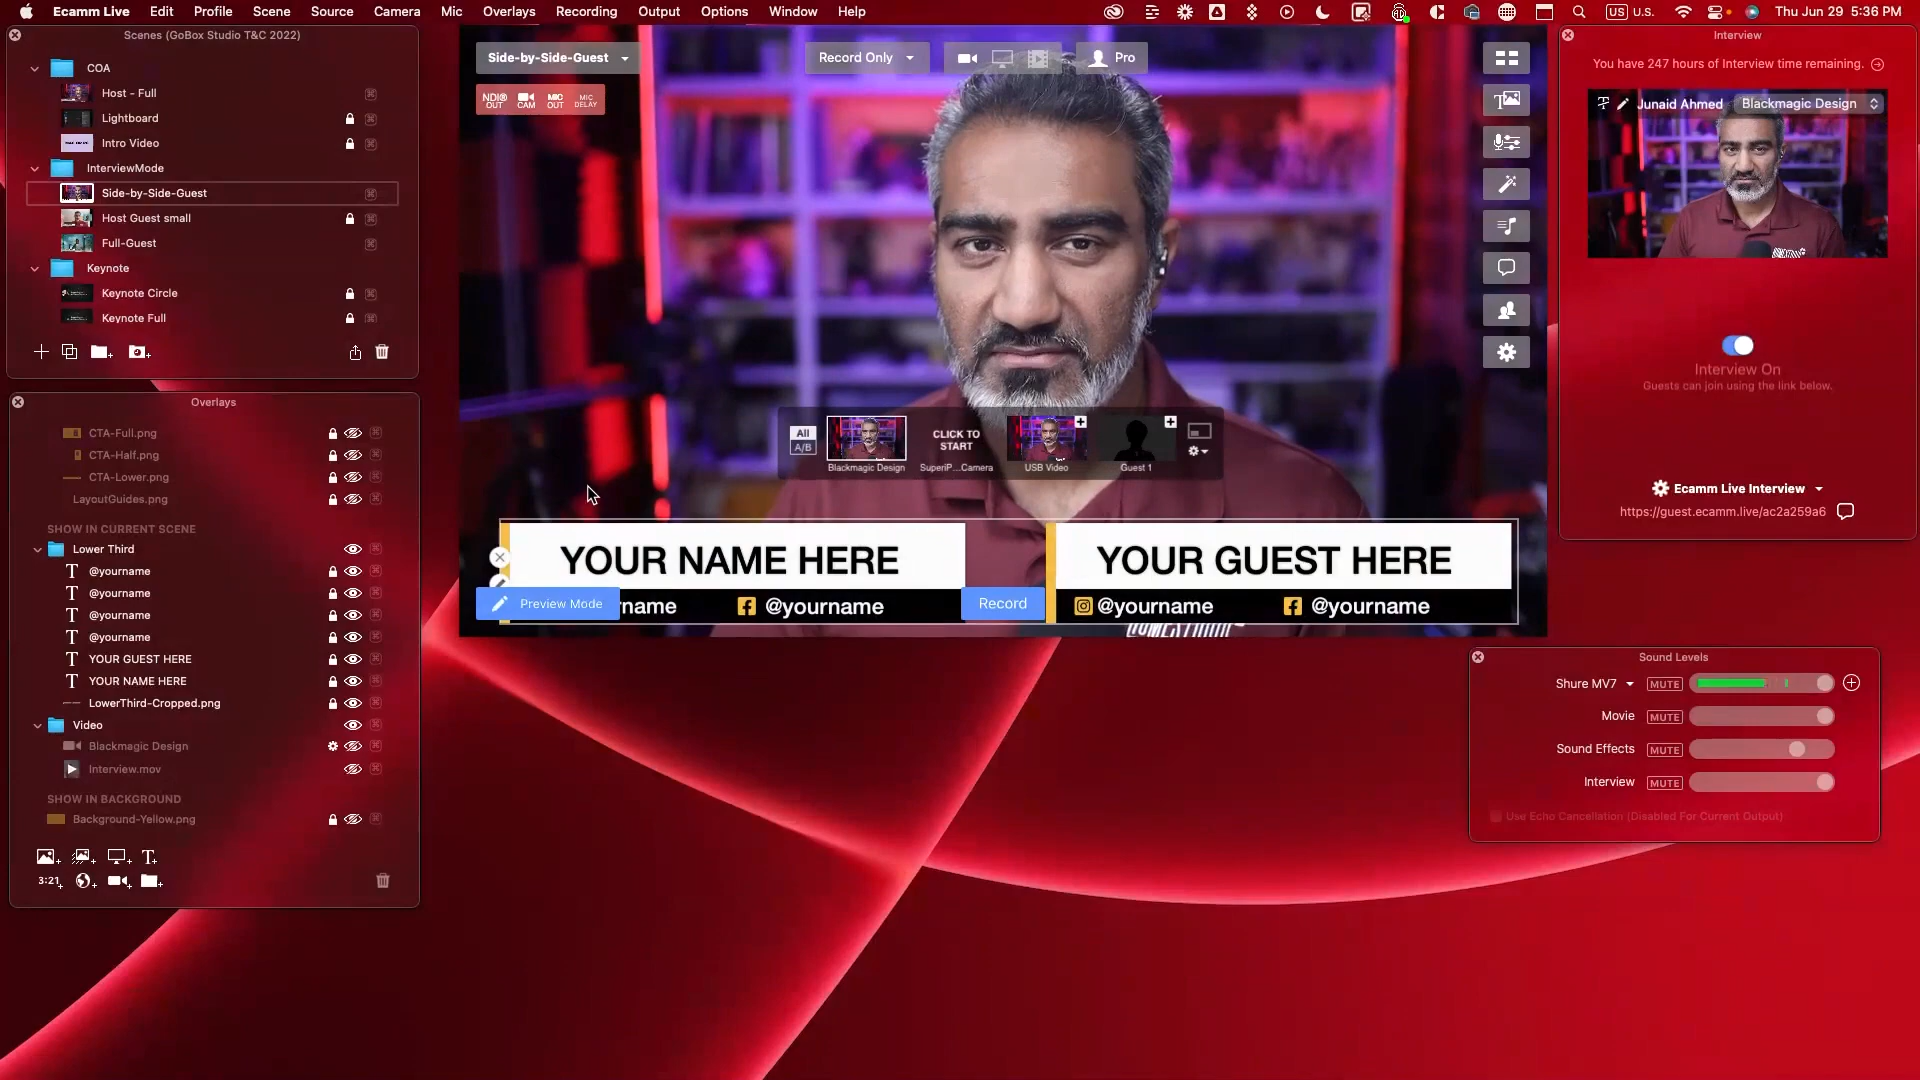 Ecamm Live Edit Profile Scene Source Camera Mic Overlays Recording Output Options Window Help US U.S. Thu Jun 29 5:36 PM
Scenes (GoBox Studio T&C 2022)
COA
Host - Full
Lightboard
Intro Video
InterviewMode
Side-by-Side-Guest
Host Guest small
Full-Guest
Keynote
Keynote Circle
Keynote Full
Overlays
CTA-Full.png
CTA-Half.png
CTA-Lower.png
LayoutGuides.png
SHOW IN CURRENT SCENE
Lower Third
@yourname
@yourname
@yourname
@yourname
YOUR GUEST HERE
YOUR NAME HERE
LowerThird-Cropped.png
Video
Blackmagic Design
Interview.mov
SHOW IN BACKGROUND
Background-Yellow.png
T
3:21
Side-by-Side-Guest
Record Only
Pro
NDI® OUT
CAM
MIC OUT
MIC DELAY
All
A/B
Blackmagic Design
CLICK TO START
SuperiP...Camera
USB Video
Guest 1
YOUR NAME HERE
YOUR GUEST HERE
Preview Mode
rname
@yourname
Record
@yourname
@yourname
Interview
You have 247 hours of Interview time remaining.
Junaid Ahmed
Blackmagic Design
Interview On
Guests can join using the link below.
Ecamm Live Interview
https://guest.ecamm.live/ac2a259a6
Sound Levels
Shure MV7 MUTE
Movie MUTE
Sound Effects MUTE
Interview MUTE
Use Echo Cancellation (Disabled For Current Output)